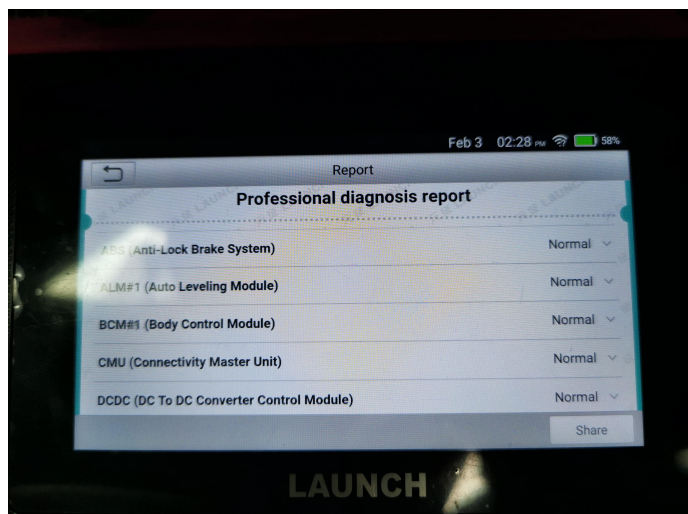 Feb 3 02:28 PM 58%
Report
Professional diagnosis report
ABS (Anti-Lock Brake System) Normal
ALM#1 (Auto Leveling Module) Normal
BCM#1 (Body Control Module) Normal
CMU (Connectivity Master Unit) Normal
DCDC (DC To DC Converter Control Module) Normal
Share
LAUNCH